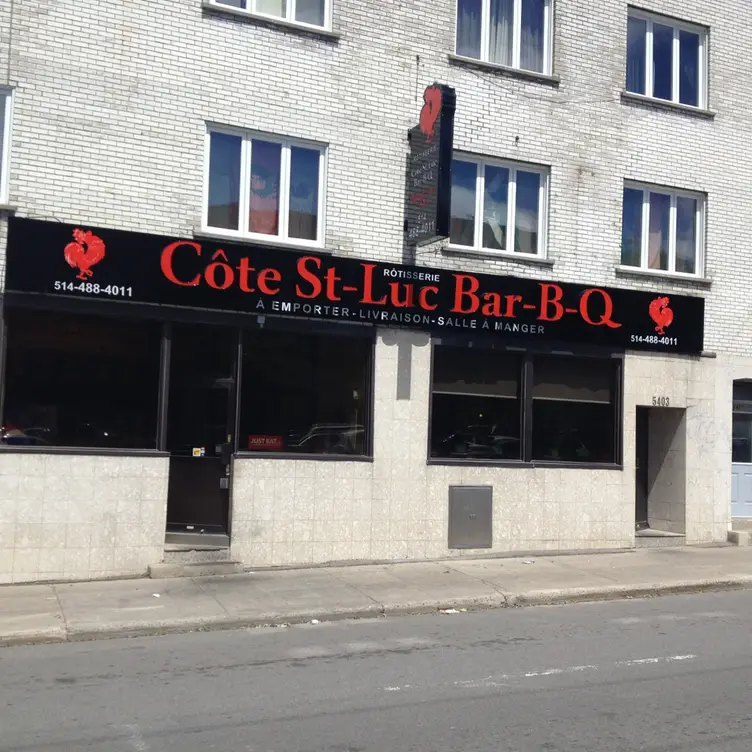 RÔTISSERIE
Côte St-Luc Bar-B-Q
À EMPORTER-LIVRAISON-SALLE À MANGER
514-488-4011
514-488-4011
JUST EAT
5403